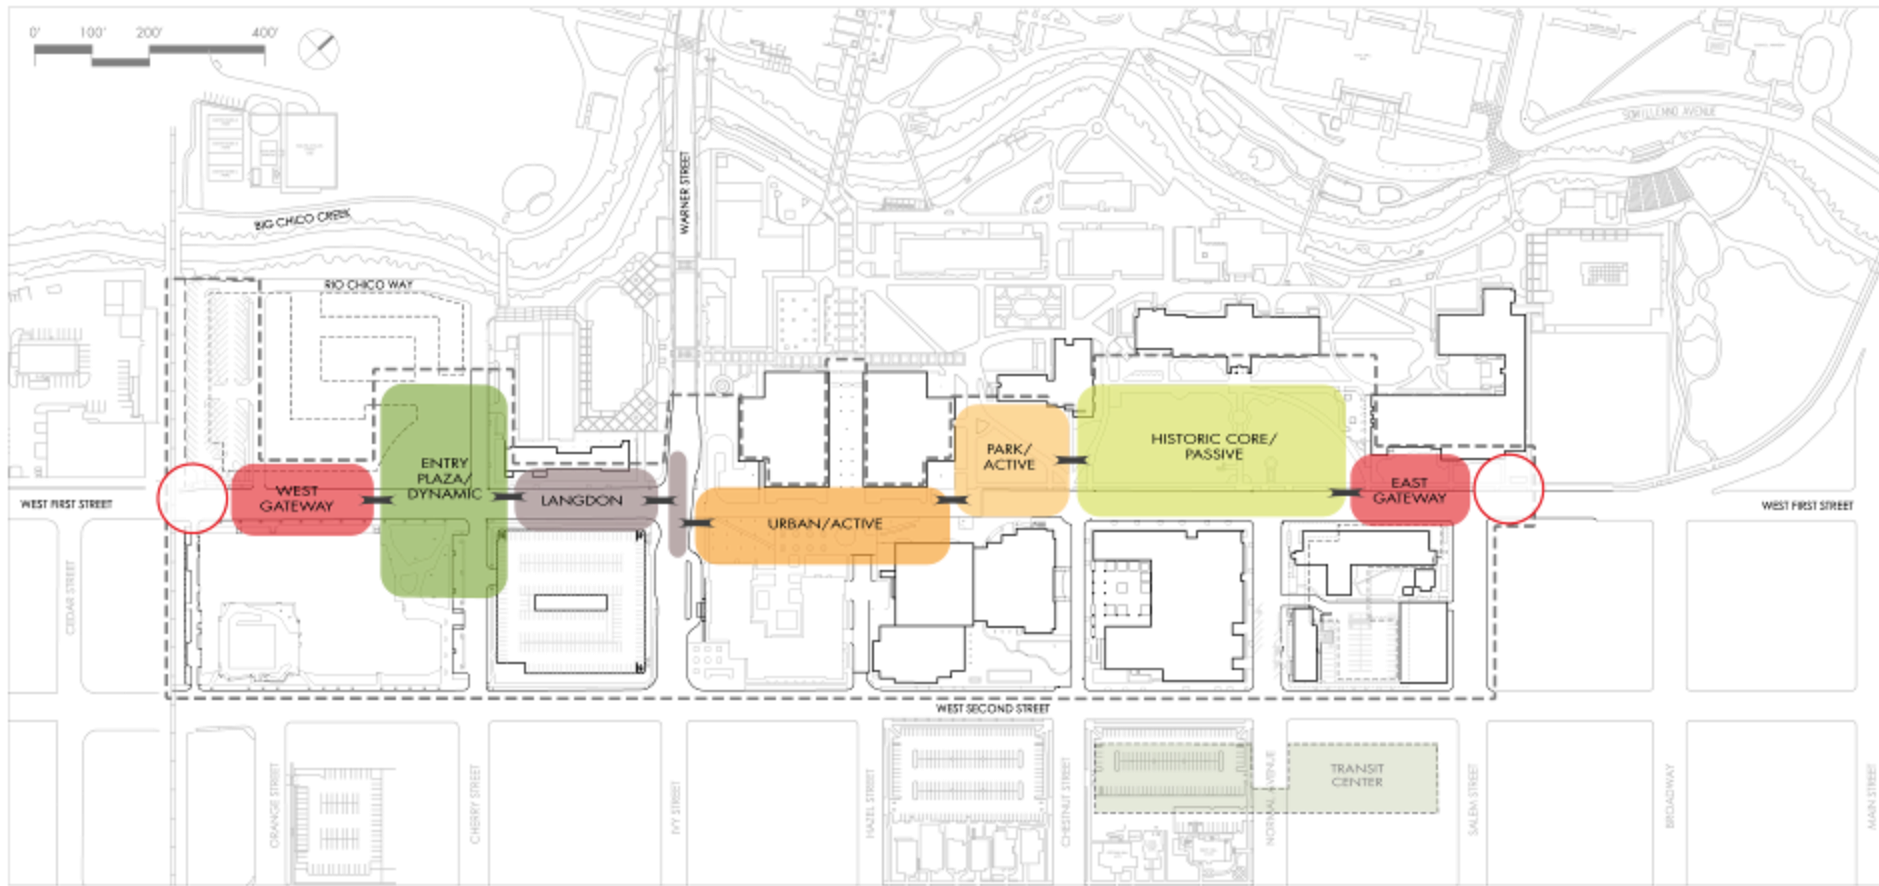 0' 100' 200' 400'
SOWILLENNO AVENUE
WARNER STREET
BIG CHICO CREEK
RIO CHICO WAY
WEST FIRST STREET
WEST
GATEWAY
ENTRY
PLAZA/
DYNAMIC
LANGDON
URBAN/ACTIVE
PARK/
ACTIVE
HISTORIC CORE/
PASSIVE
EAST
GATEWAY
WEST FIRST STREET
CEDAR STREET
WEST SECOND STREET
ORANGE STREET
CHERRY STREET
IVY STREET
HAZEL STREET
CHESTNUT STREET
NORMAL AVENUE
TRANSIT
CENTER
SALEM STREET
BROADWAY
MAIN STREET